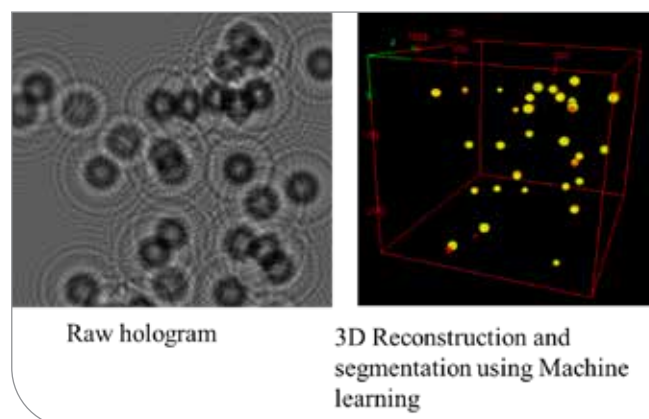 Raw hologram
3D Reconstruction and
segmentation using Machine
learning